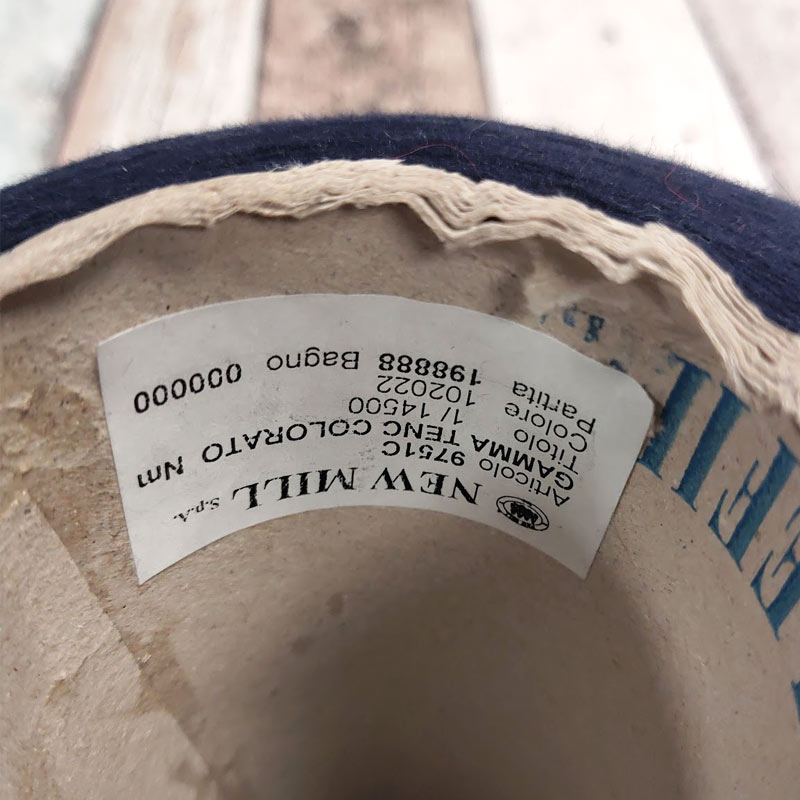 NEW MILL S.p.A.
Articolo 9751C
GAMMA TENC COLORATO Nm
Titolo 1/14500
Colore 102022
Partita 198888 Bagno 000000